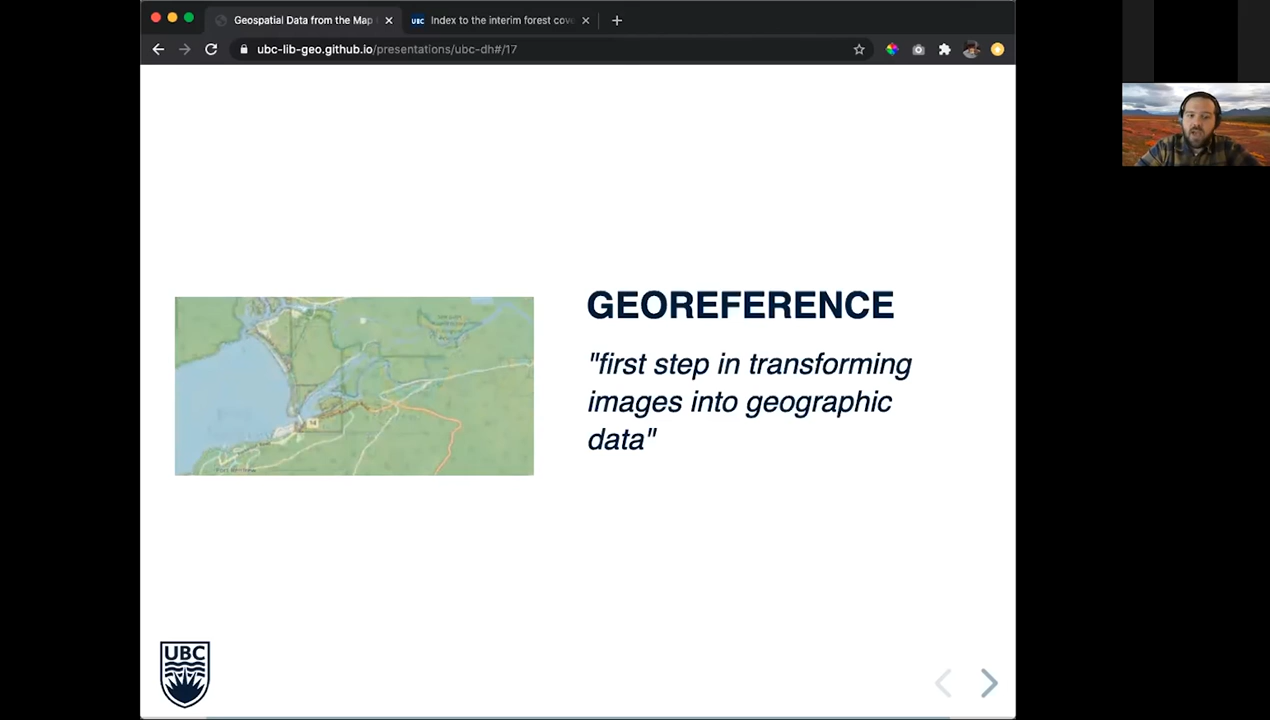 Geospatial Data from the Map
Index to the interim forest cov
ubc-lib-geo.github.io/presentations/ubc-dh#/17
GEOREFERENCE
"first step in transforming
images into geographic
data"
14
UBC